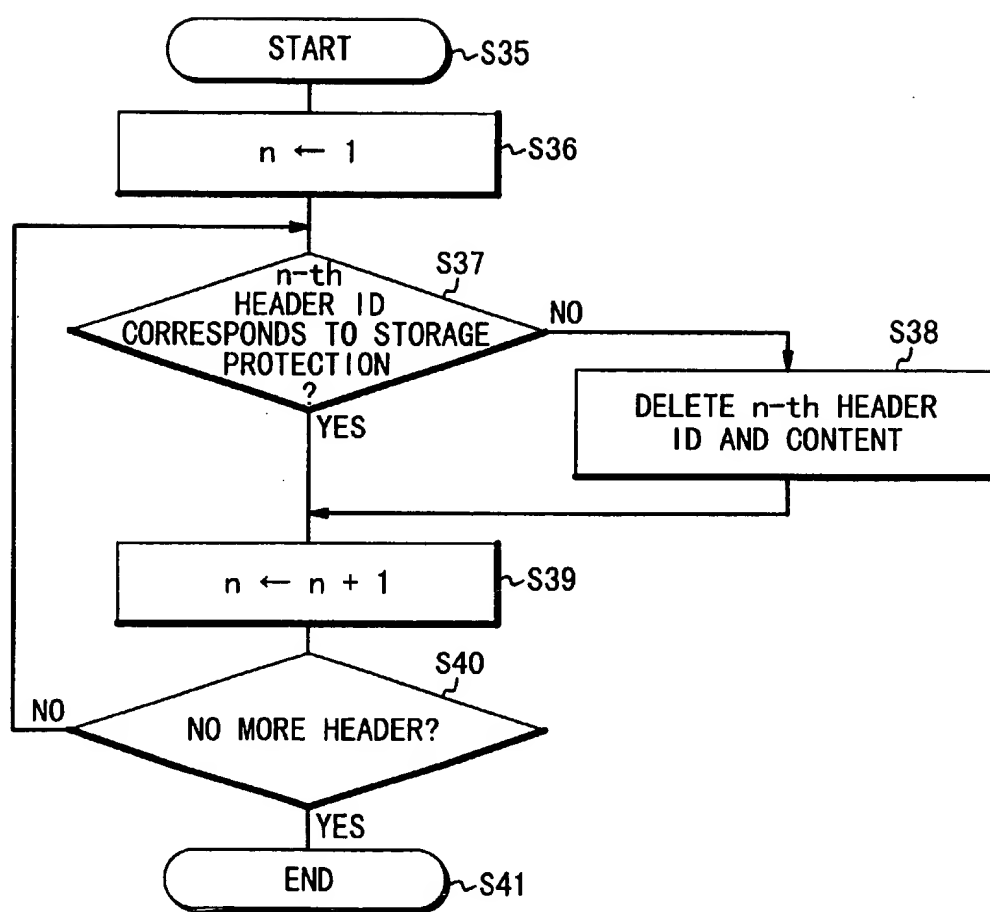 START
S35
n ← 1
S36
n-th
HEADER ID
CORRESPONDS TO STORAGE
PROTECTION
?
S37
NO
YES
S38
DELETE n-th HEADER
ID AND CONTENT
n ← n + 1
S39
S40
NO
NO MORE HEADER?
YES
END
S41